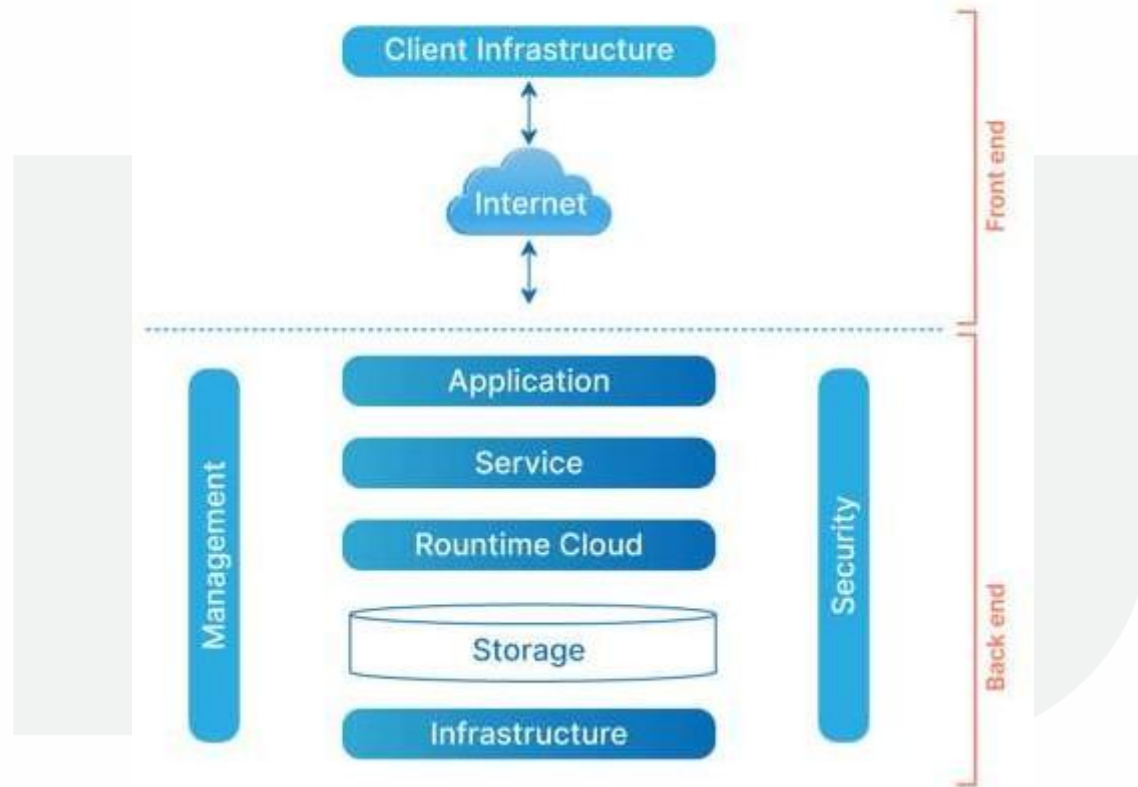 Client Infrastructure
Internet
Front end
Application
Service
Rountime Cloud
Storage
Infrastructure
Management
Security
Back end